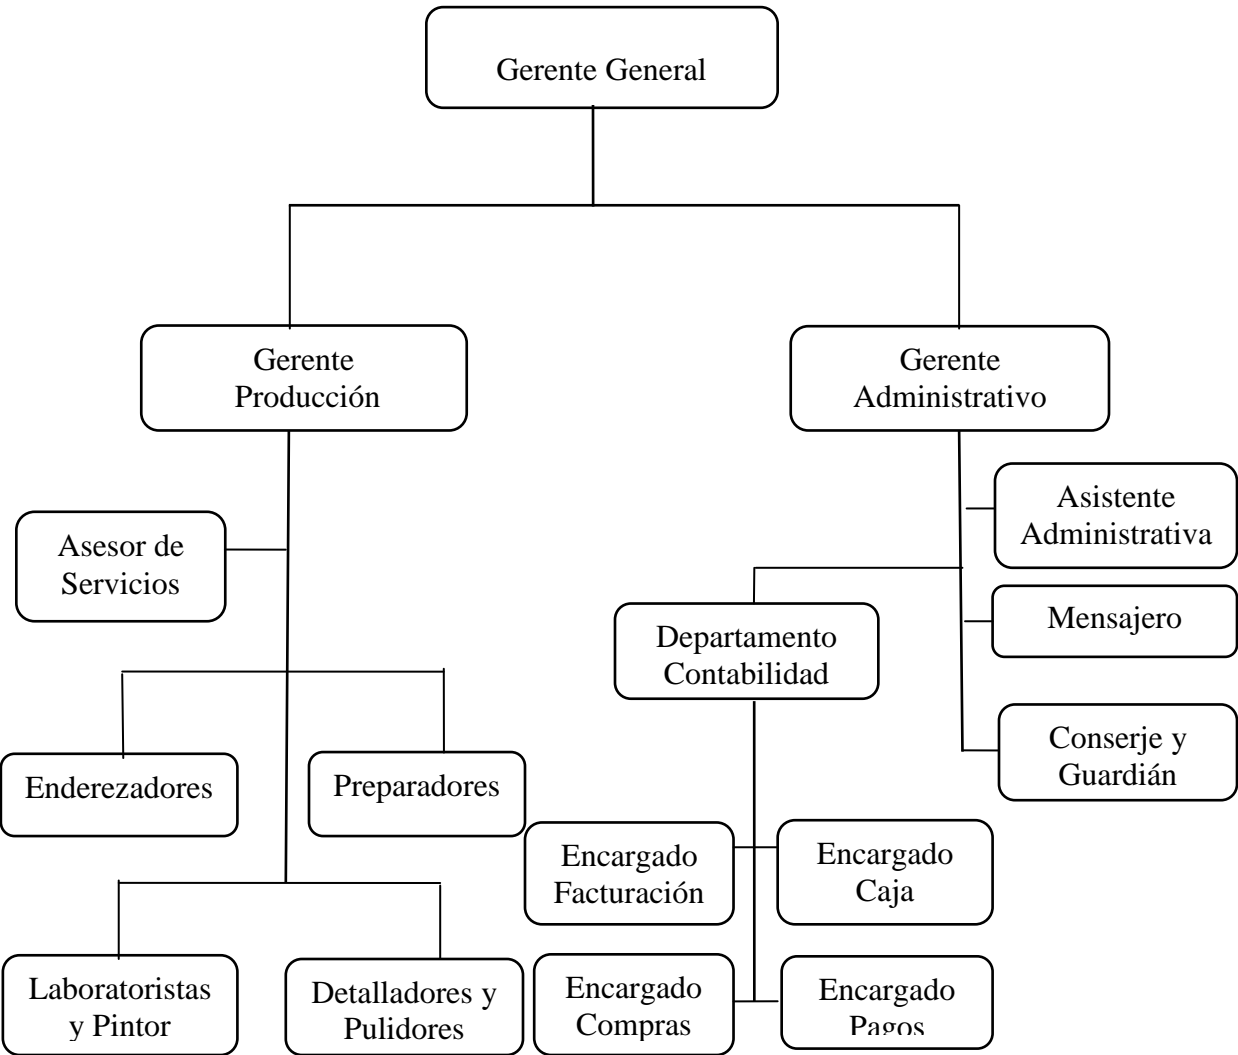 Gerente General
Gerente
Producción
Gerente
Administrativo
Asistente
Administrativa
Asesor de
Servicios
Mensajero
Departamento
Contabilidad
Conserje y
Guardián
Enderezadores
Preparadores
Encargado
Facturación
Encargado
Caja
Laboratoristas
y Pintor
Detalladores y
Pulidores
Encargado
Compras
Encargado
Pagos